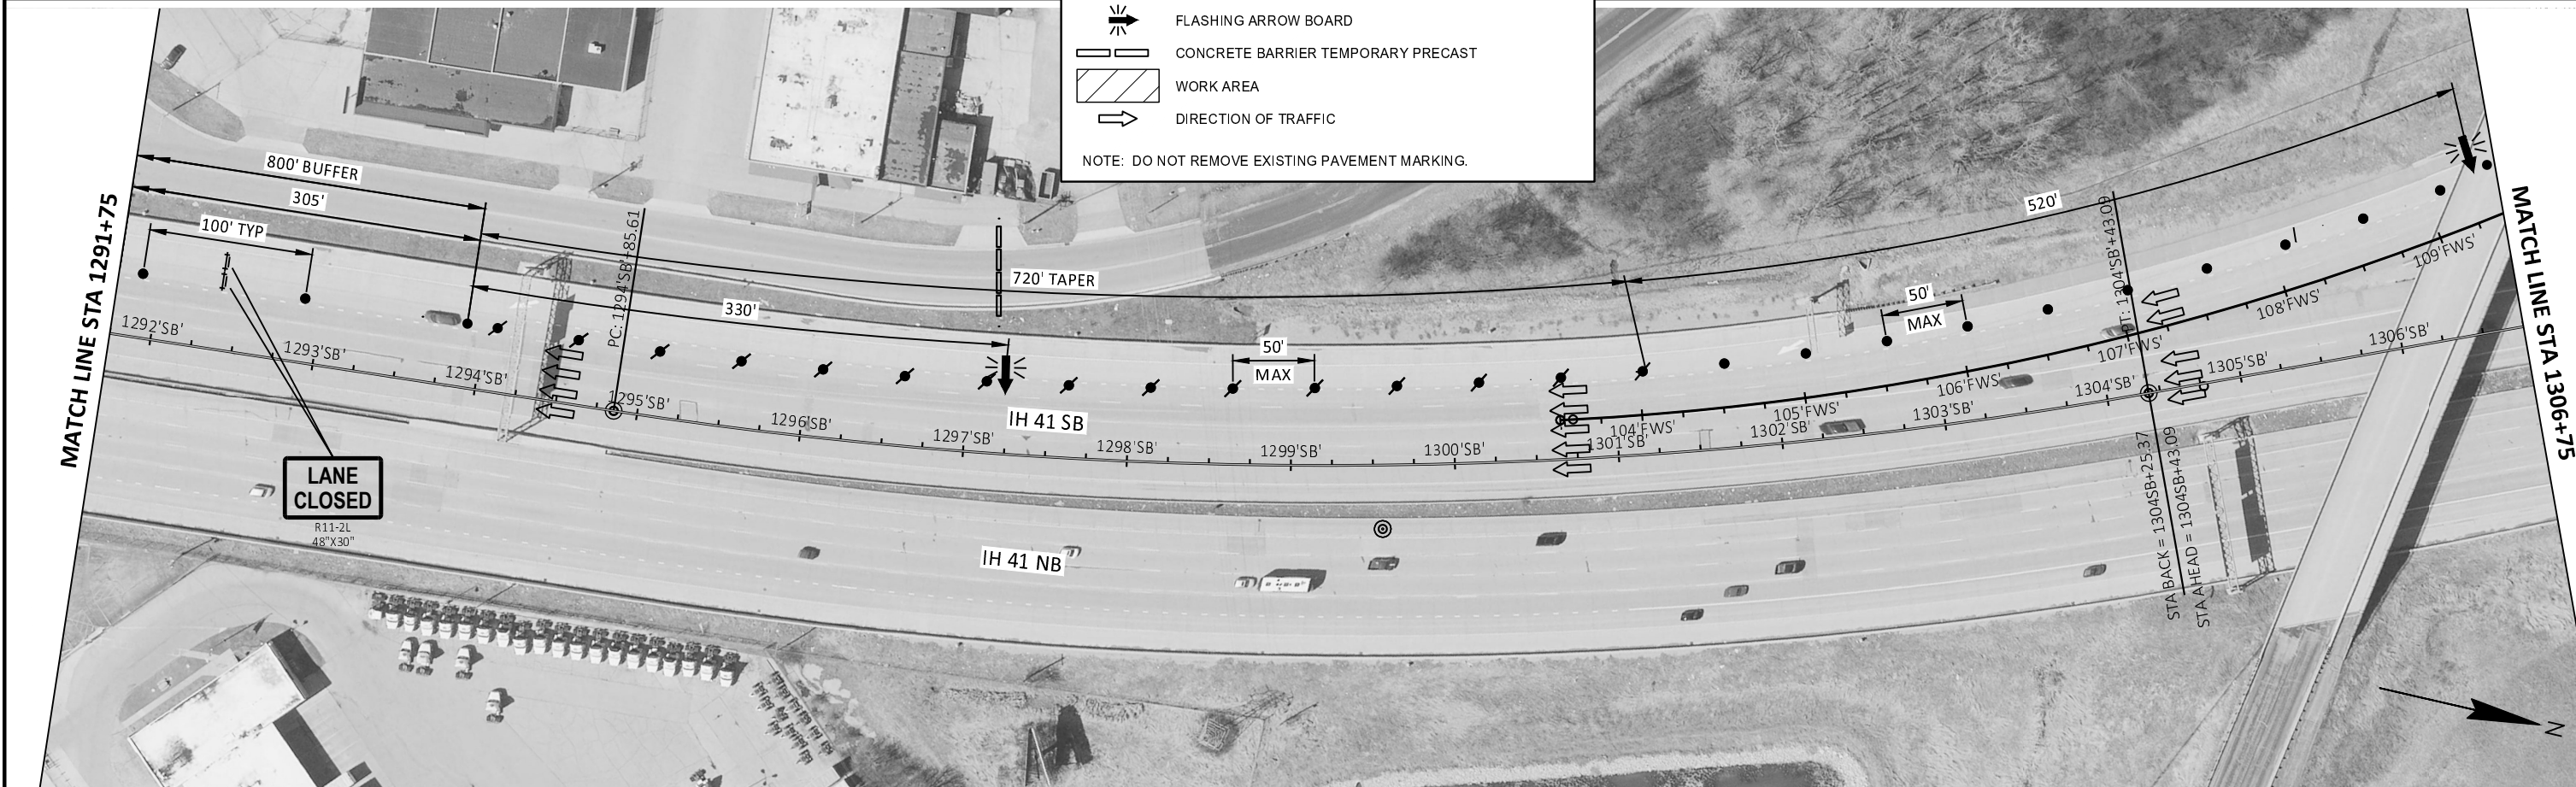 FLASHING ARROW BOARD
CONCRETE BARRIER TEMPORARY PRECAST
WORK AREA
DIRECTION OF TRAFFIC
NOTE: DO NOT REMOVE EXISTING PAVEMENT MARKING.
MATCH LINE STA 1291+75
800' BUFFER
305'
100' TYP
PC: 1294'SB'+85.61
720' TAPER
330'
50'
MAX
520'
50'
MAX
PT: 1304'SB'+43.09
MATCH LINE STA 1306+75
1292'SB'
1293'SB'
1294'SB'
1295'SB'
1296'SB'
1297'SB'
1298'SB'
1299'SB'
1300'SB'
1301'SB'
1302'SB'
1303'SB'
1304'SB'
1305'SB'
1306'SB'
104'FWS'
105'FWS'
106'FWS'
107'FWS'
108'FWS'
109'FWS'
IH 41 SB
IH 41 NB
LANE
CLOSED
R11-2L
48"X30"
STA BACK = 1304SB+25.37
STA AHEAD = 1304SB+43.09
N